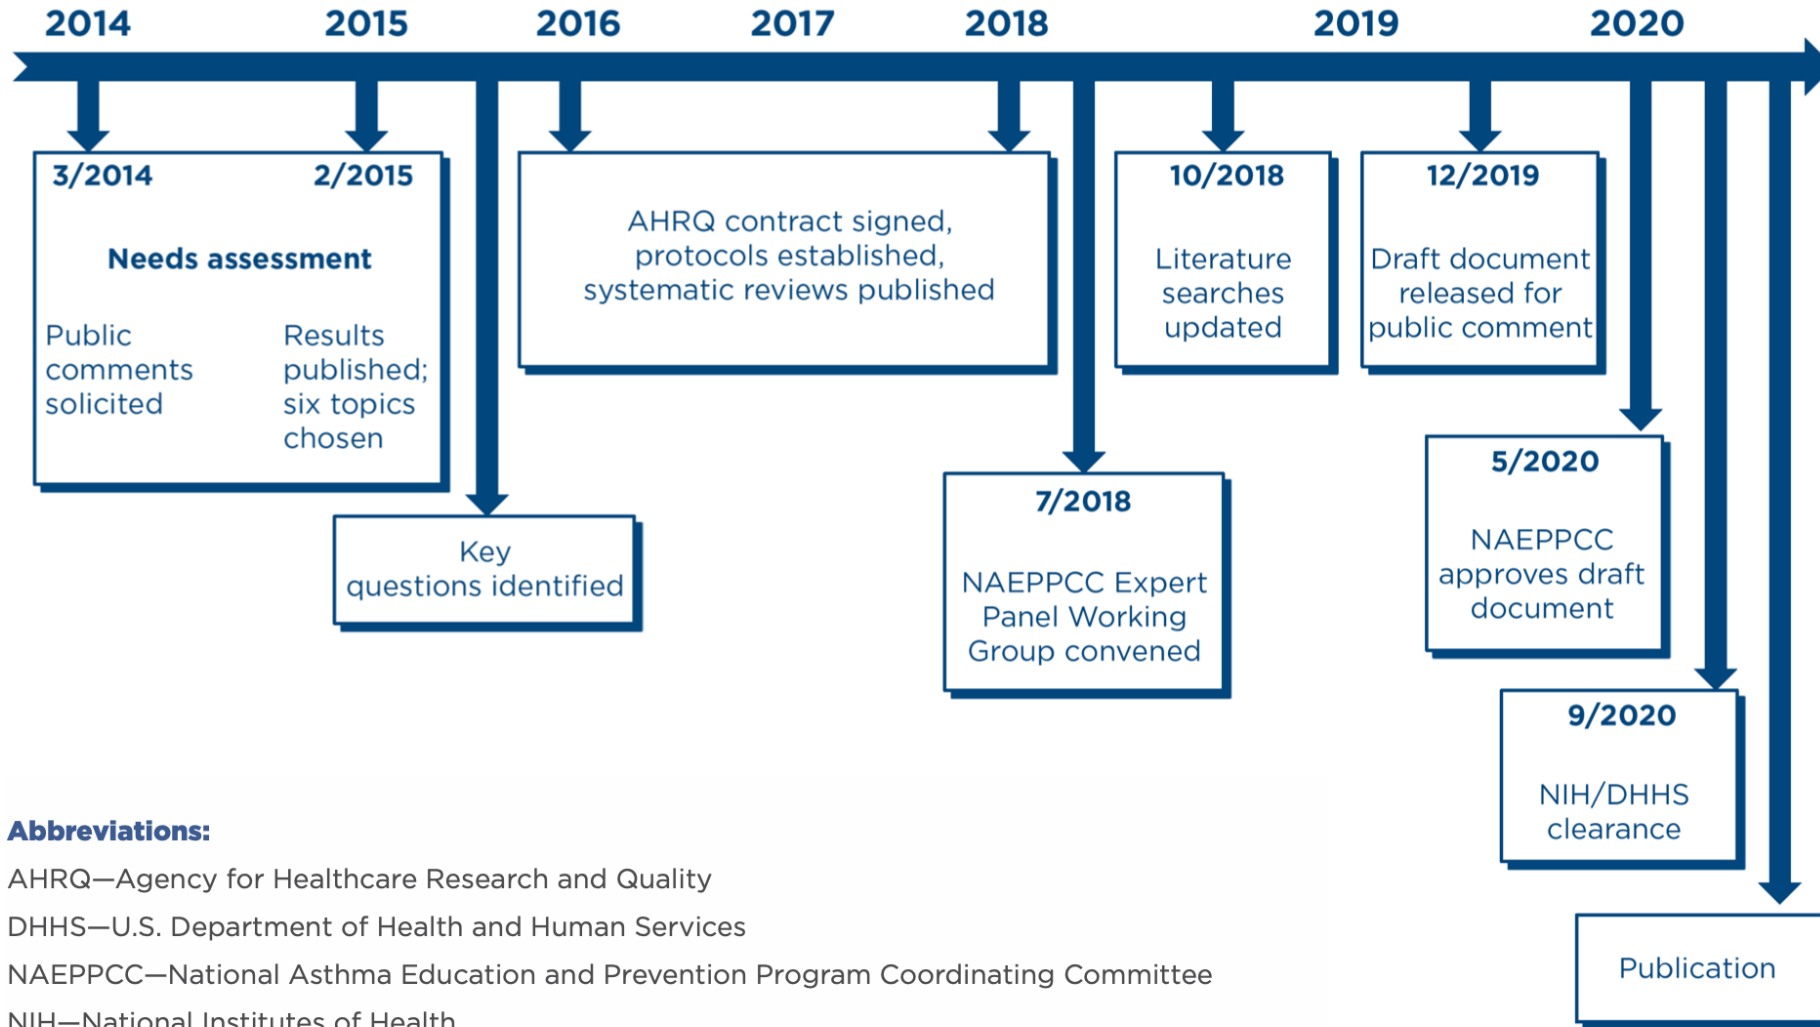 2014 2015 2016 2017 2018 2019 2020
3/2014 2/2015
Needs assessment
Public
comments
solicited
Results
published;
six topics
chosen
Key
questions identified
AHRQ contract signed,
protocols established,
systematic reviews published
7/2018
NAEPPCC Expert
Panel Working
Group convened
10/2018
Literature
searches
updated
12/2019
Draft document
released for
public comment
5/2020
NAEPPCC
approves draft
document
9/2020
NIH/DHHS
clearance
Publication
Abbreviations:
AHRQ—Agency for Healthcare Research and Quality
DHHS—U.S. Department of Health and Human Services
NAEPPCC—National Asthma Education and Prevention Program Coordinating Committee
NIH—National Institutes of Health